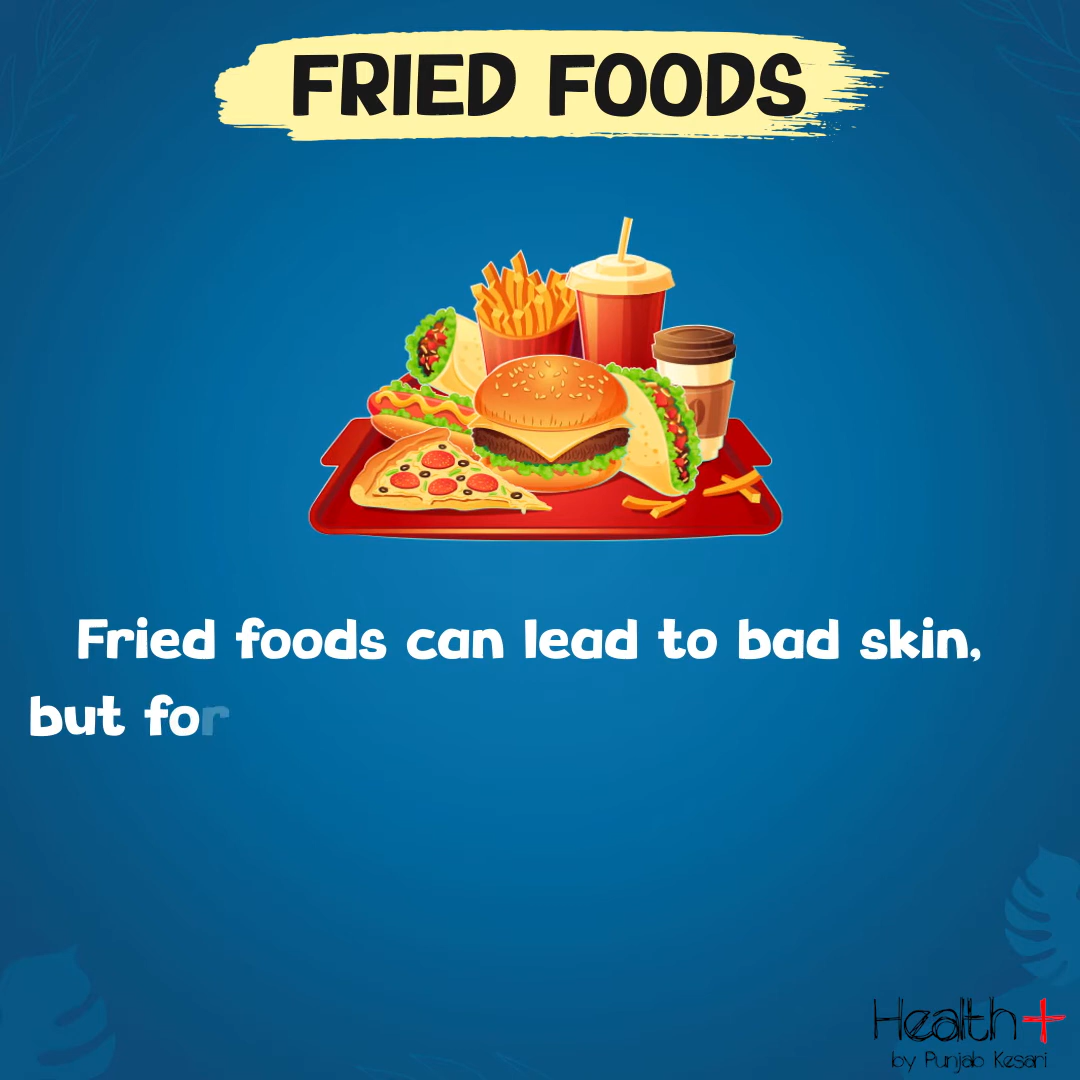 FRIED FOODS
Fried foods can lead to bad skin,
but for
Health+
by Punjab Kesari